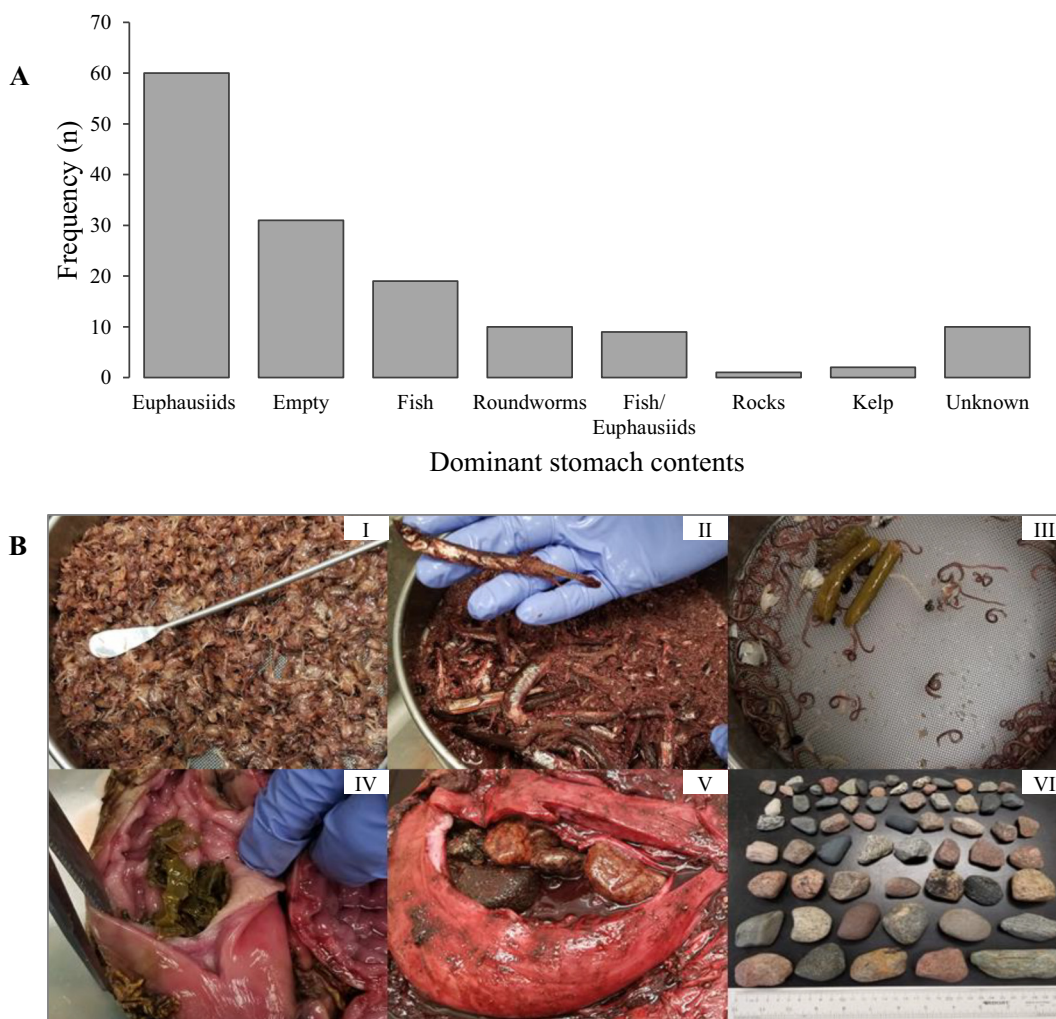 A
70
60
50
40
30
20
10
0
Frequency (n)
Euphausiids Empty Fish Roundworms Fish/ Rocks Kelp Unknown
Euphausiids
Dominant stomach contents
B
I II III
IV V VI